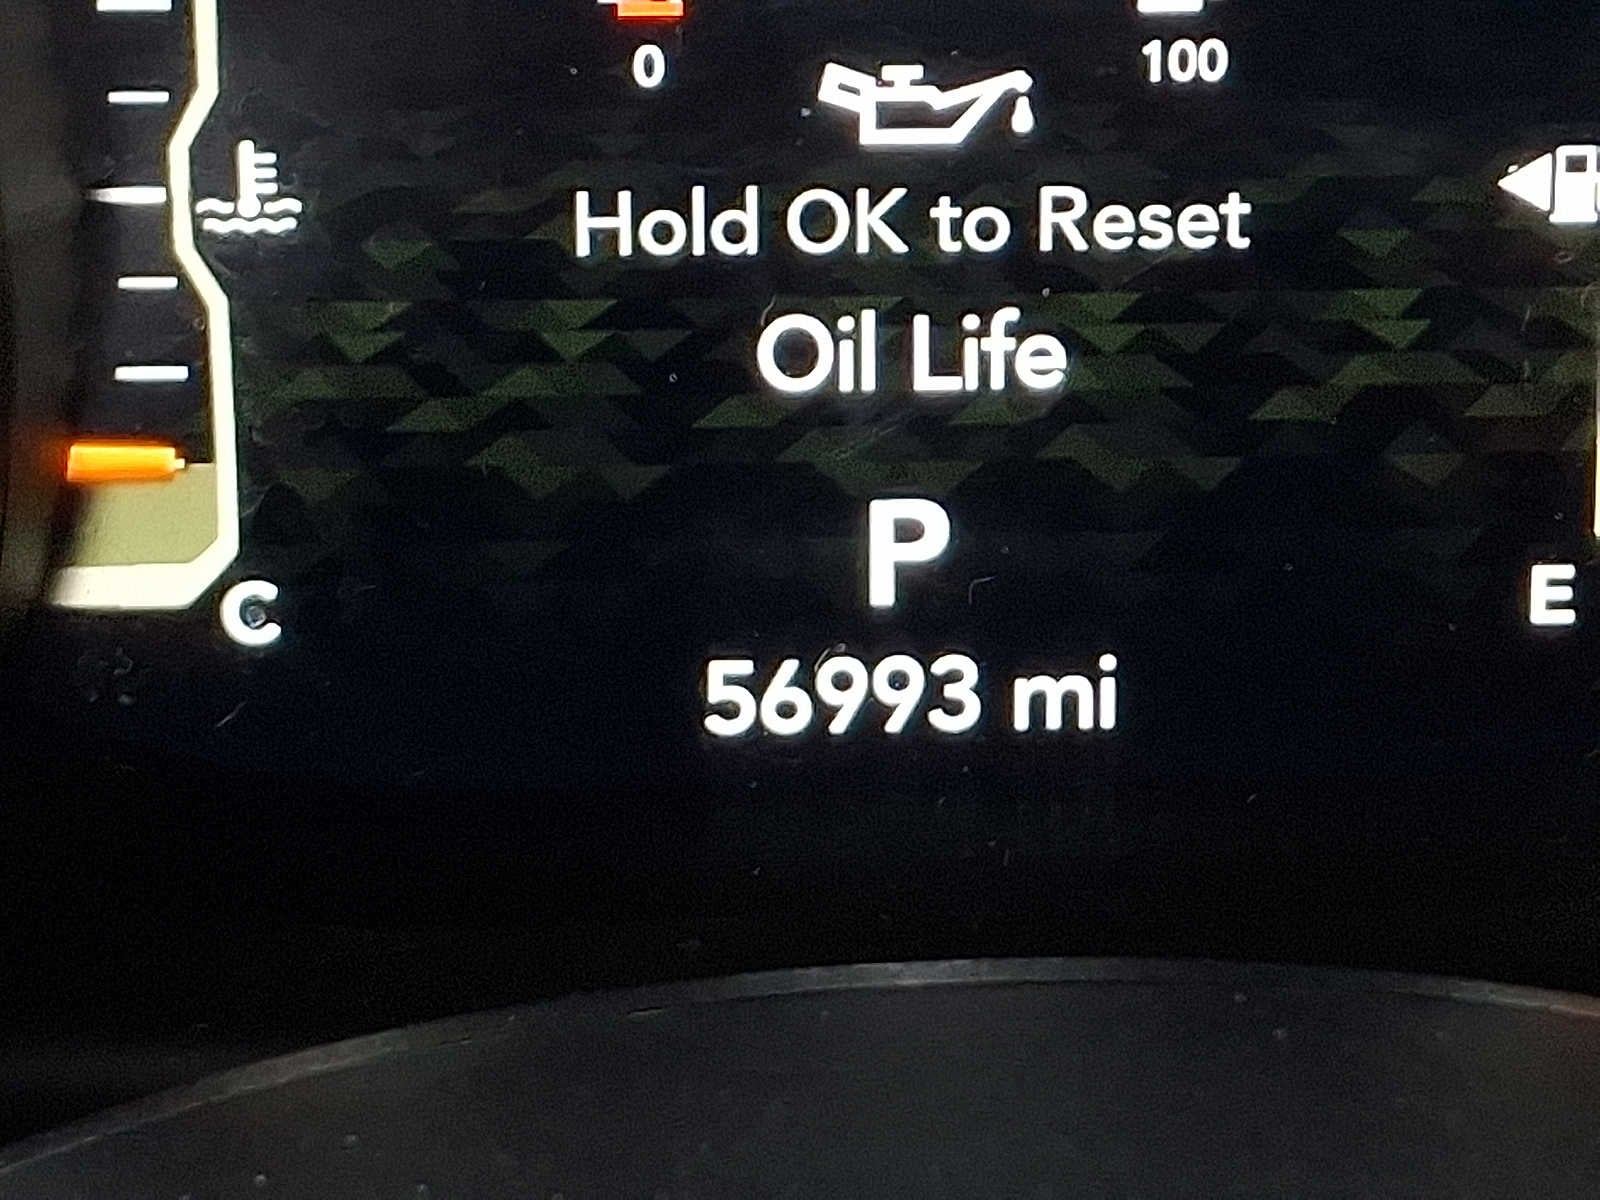 0 100
Hold OK to Reset
Oil Life
P
C E
56993 mi